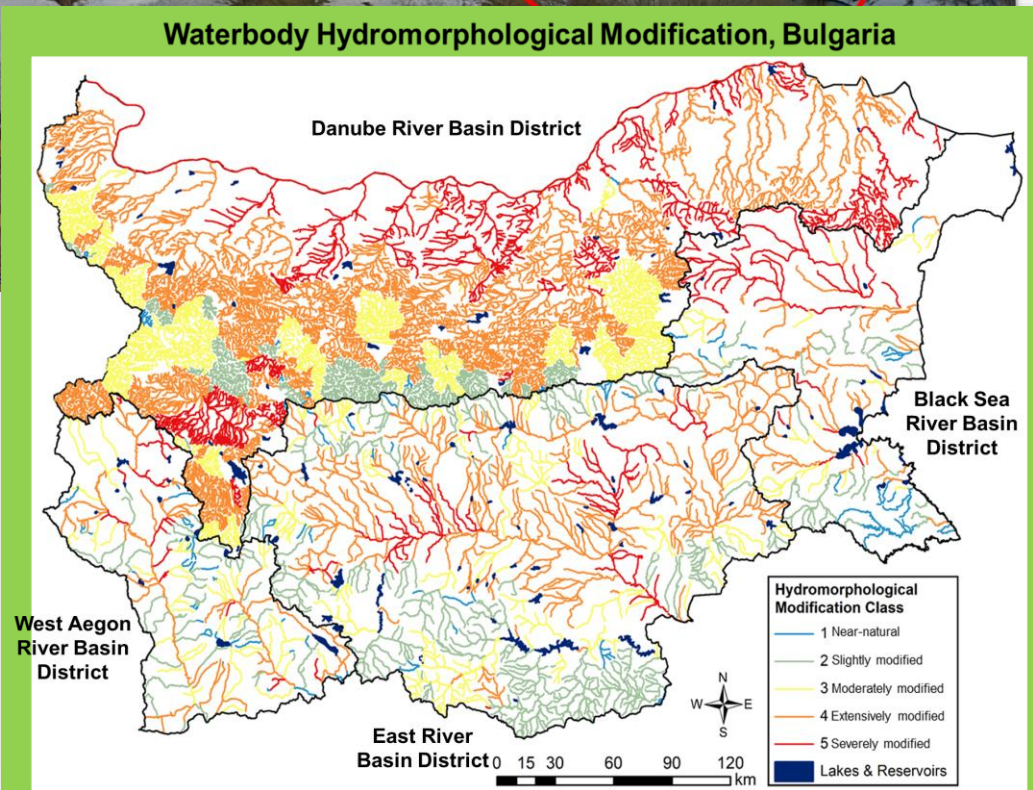 Waterbody Hydromorphological Modification, Bulgaria
Danube River Basin District
Black Sea
River Basin
District
West Aegon
River Basin
District
East River
Basin District
Hydromorphological
Modification Class
1 Near-natural
2 Slightly modified
3 Moderately modified
4 Extensively modified
5 Severely modified
Lakes & Reservoirs
N
W E
S
0 15 30 60 90 120
km